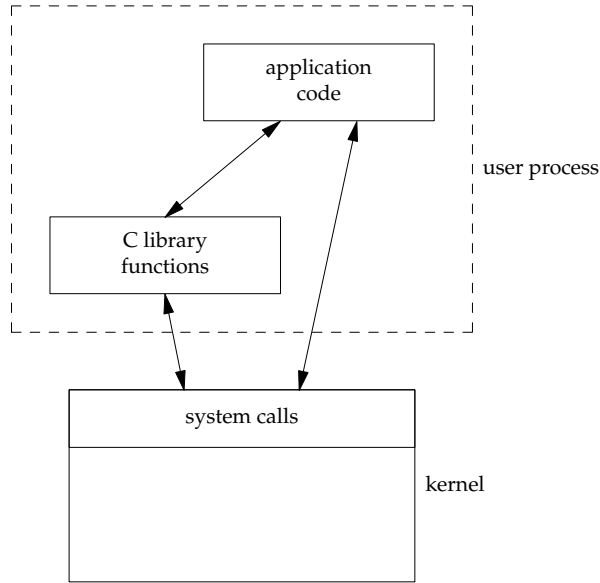 application
code
user process
C library
functions
system calls
kernel